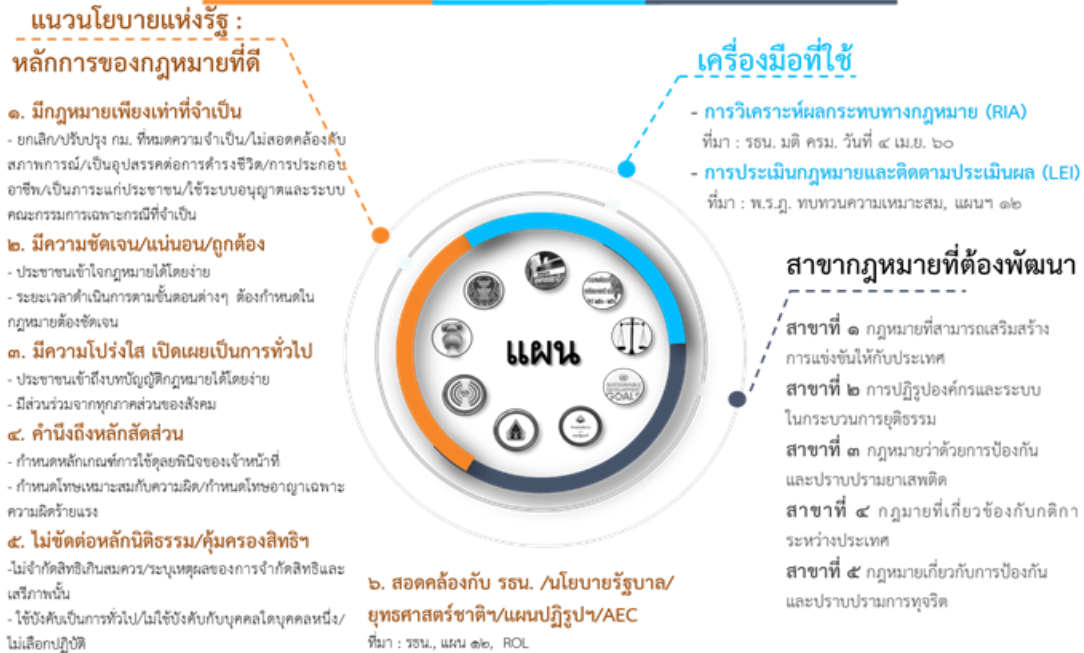 แนวนโยบายแห่งรัฐ :
หลักการของกฎหมายที่ดี
๑. มีกฎหมายเพียงเท่าที่จำเป็น
- ยกเลิก/ปรับปรุง กม. ที่หมดความจำเป็น/ไม่สอดคล้องกับ
สภาพการณ์/เป็นอุปสรรคต่อการดำรงชีวิต/การประกอบ
อาชีพ/เป็นภาระแก่ประชาชน/ใช้ระบบอนุญาตและระบบ
คณะกรรมการเฉพาะกรณีที่จำเป็น
๒. มีความชัดเจน/แน่นอน/ถูกต้อง
- ประชาชนเข้าใจกฎหมายได้โดยง่าย
- ระยะเวลาดำเนินการตามขั้นตอนต่างๆ ต้องกำหนดใน
กฎหมายต้องชัดเจน
๓. มีความโปร่งใส เปิดเผยเป็นการทั่วไป
- ประชาชนเข้าถึงบทบัญญัติกฎหมายได้โดยง่าย
- มีส่วนร่วมจากทุกภาคส่วนของสังคม
๔. คำนึงถึงหลักสัดส่วน
- กำหนดหลักเกณฑ์การใช้ดุลยพินิจของเจ้าหน้าที่
- กำหนดโทษเหมาะสมกับความผิด/กำหนดโทษอาญาเฉพาะ
ความผิดร้ายแรง
๕. ไม่ขัดต่อหลักนิติธรรม/คุ้มครองสิทธิฯ
-ไม่จำกัดสิทธิเกินสมควร/ระบุเหตุผลของการจำกัดสิทธิและ
เสรีภาพนั้น
- ใช้บังคับเป็นการทั่วไป/ไม่ใช้บังคับกับบุคคลใดบุคคลหนึ่ง/
ไม่เลือกปฏิบัติ
๖. สอดคล้องกับ รธน. /นโยบายรัฐบาล/
ยุทธศาสตร์ชาติฯ/แผนปฏิรูปฯ/AEC
ที่มา : รธน., แผน ๑๒, ROL
แผน
SUSTAINABLE
DEVELOPMENT
GOALS
เครื่องมือที่ใช้
- การวิเคราะห์ผลกระทบทางกฎหมาย (RIA)
ที่มา : รธน. มติ ครม. วันที่ ๔ เม.ย. ๖๐
- การประเมินกฎหมายและติดตามประเมินผล (LEI)
ที่มา : พ.ร.ฎ. ทบทวนความเหมาะสม, แผนฯ ๑๒
สาขากฎหมายที่ต้องพัฒนา
สาขาที่ ๑ กฎหมายที่สามารถเสริมสร้าง
การแข่งขันให้กับประเทศ
สาขาที่ ๒ การปฏิรูปองค์กรและระบบ
ในกระบวนการยุติธรรม
สาขาที่ ๓ กฎหมายว่าด้วยการป้องกัน
และปราบปรามยาเสพติด
สาขาที่ ๔ กฎมายที่เกี่ยวข้องกับกติกา
ระหว่างประเทศ
สาขาที่ ๕ กฎหมายเกี่ยวกับการป้องกัน
และปราบปรามการทุจริต